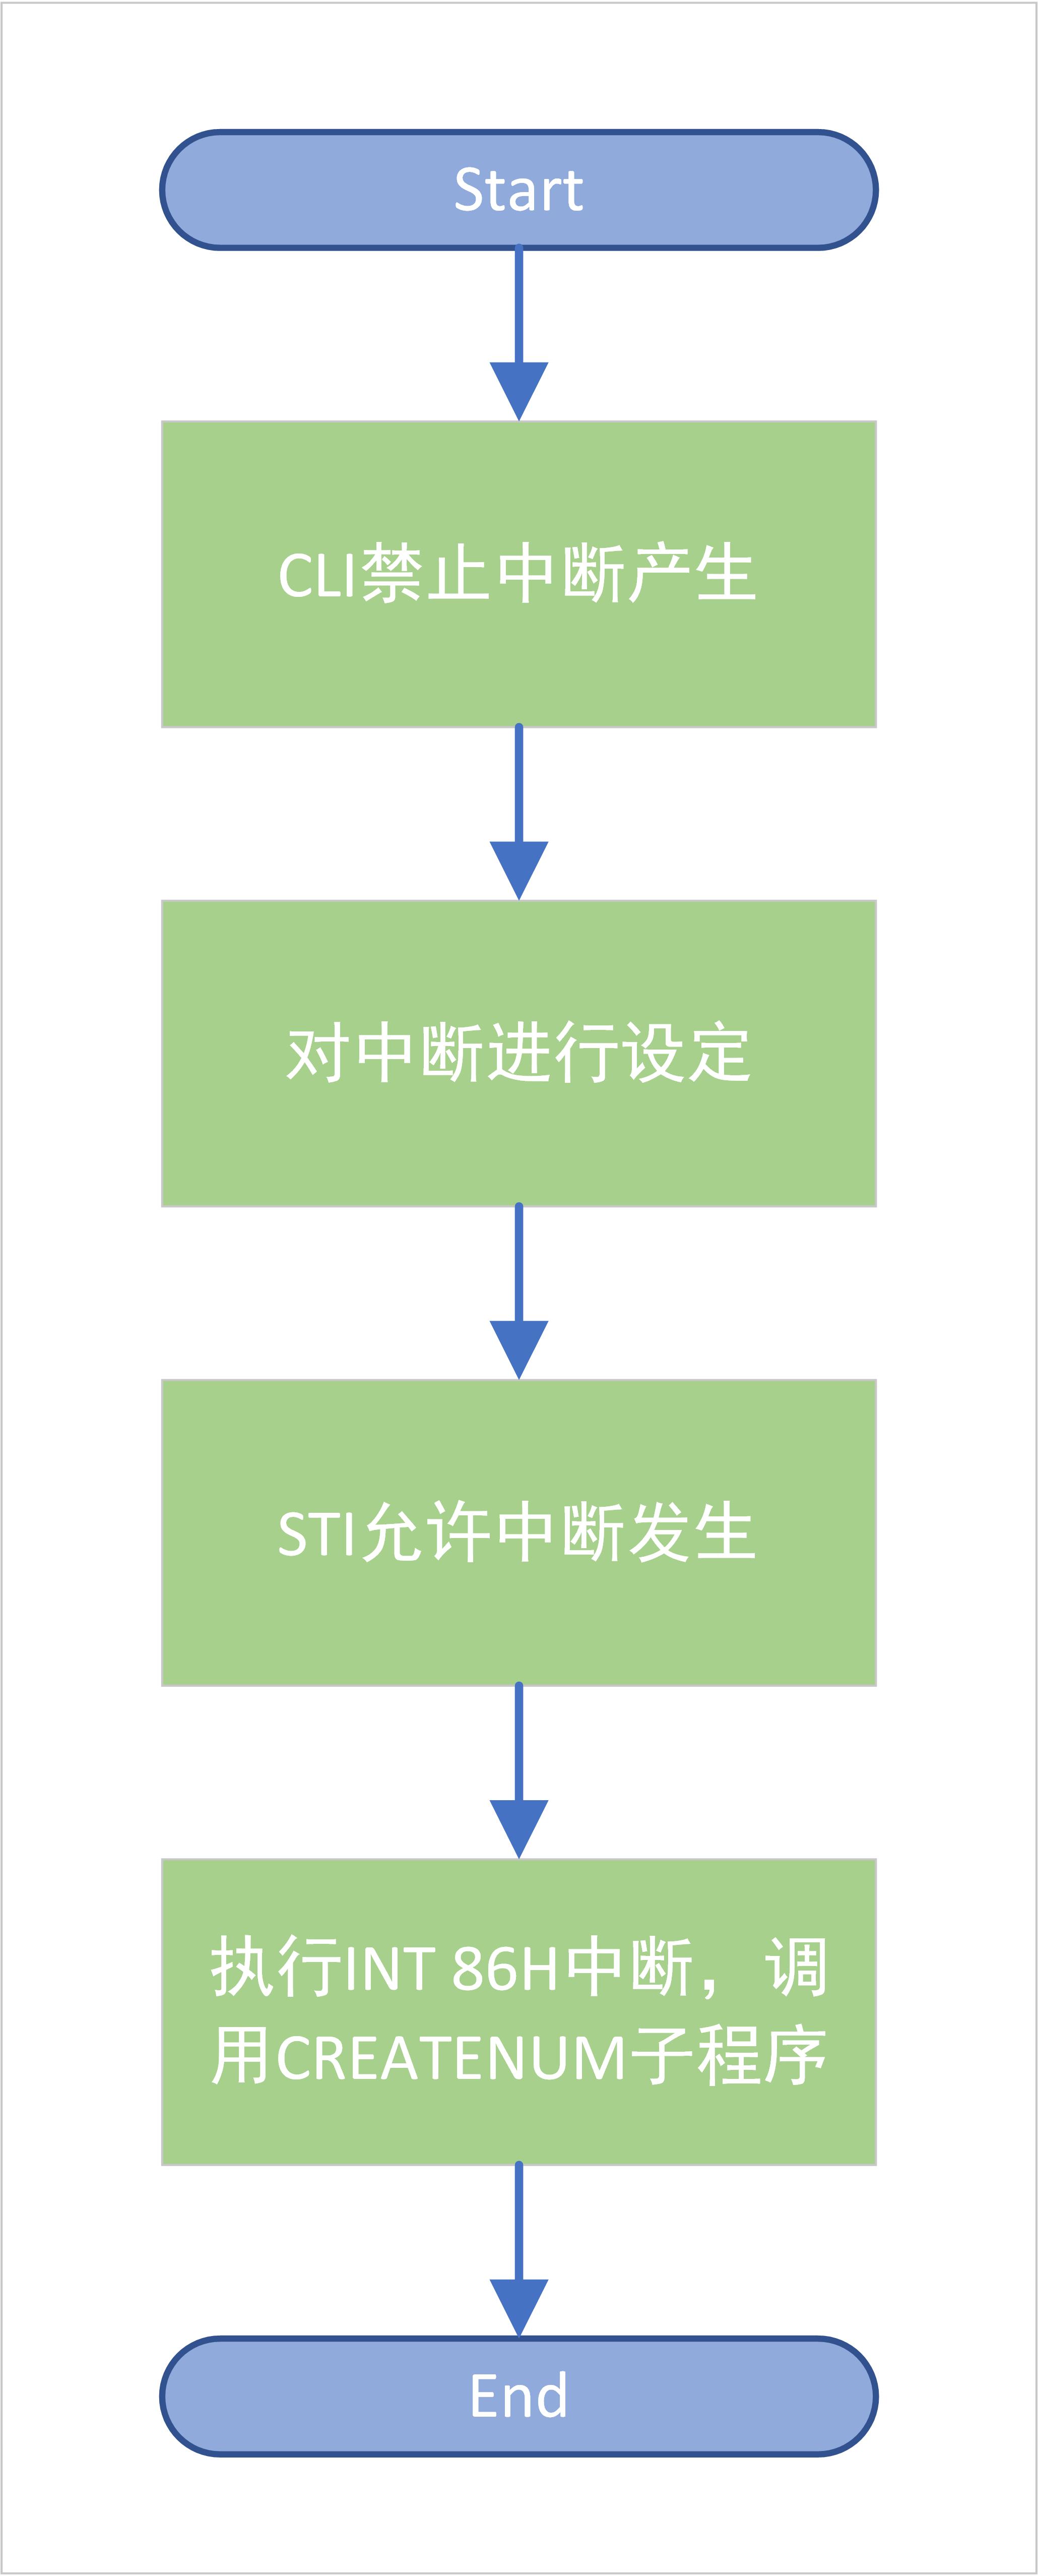 Start
CLI禁止中断产生
对中断进行设定
STI允许中断发生
执行INT 86H中断，调
用CREATENUM子程序
End